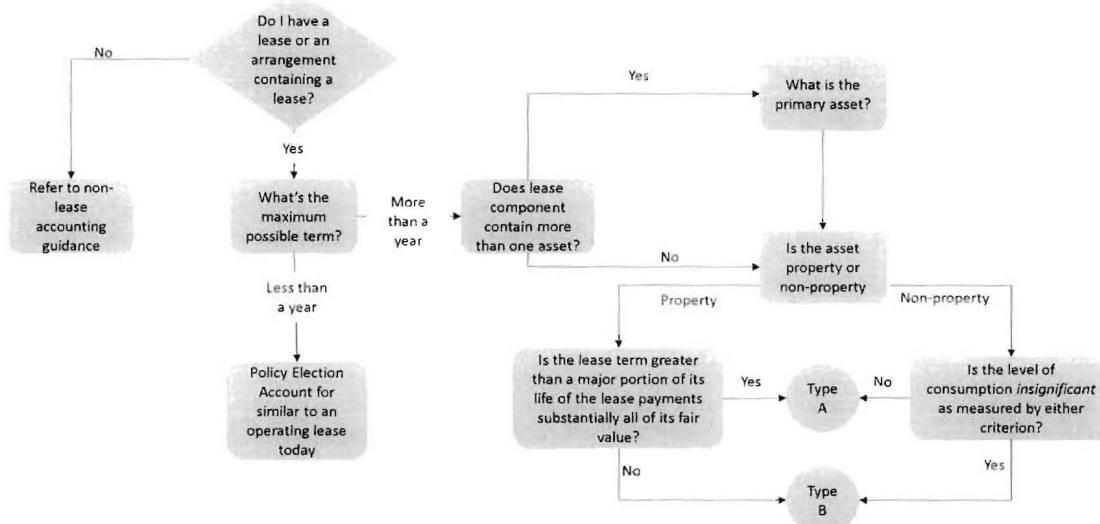 Do I have a
lease or an
arrangement
containing a
lease?
No
Yes
Refer to non-
lease
accounting
guidance
What's the
maximum
possible term?
More
than a
year
Less than
a year
Policy Election
Account for
similar to an
operating lease
today
Does lease
component
contain more
than one asset?
Yes
No
What is the
primary asset?
Is the asset
property or
non-property
Property
Non-property
Is the lease term greater
than a major portion of its
life of the lease payments
substantially all of its fair
value?
Yes
No
Type
A
No
Is the level of
consumption insignificant
as measured by either
criterion?
Yes
Type
B